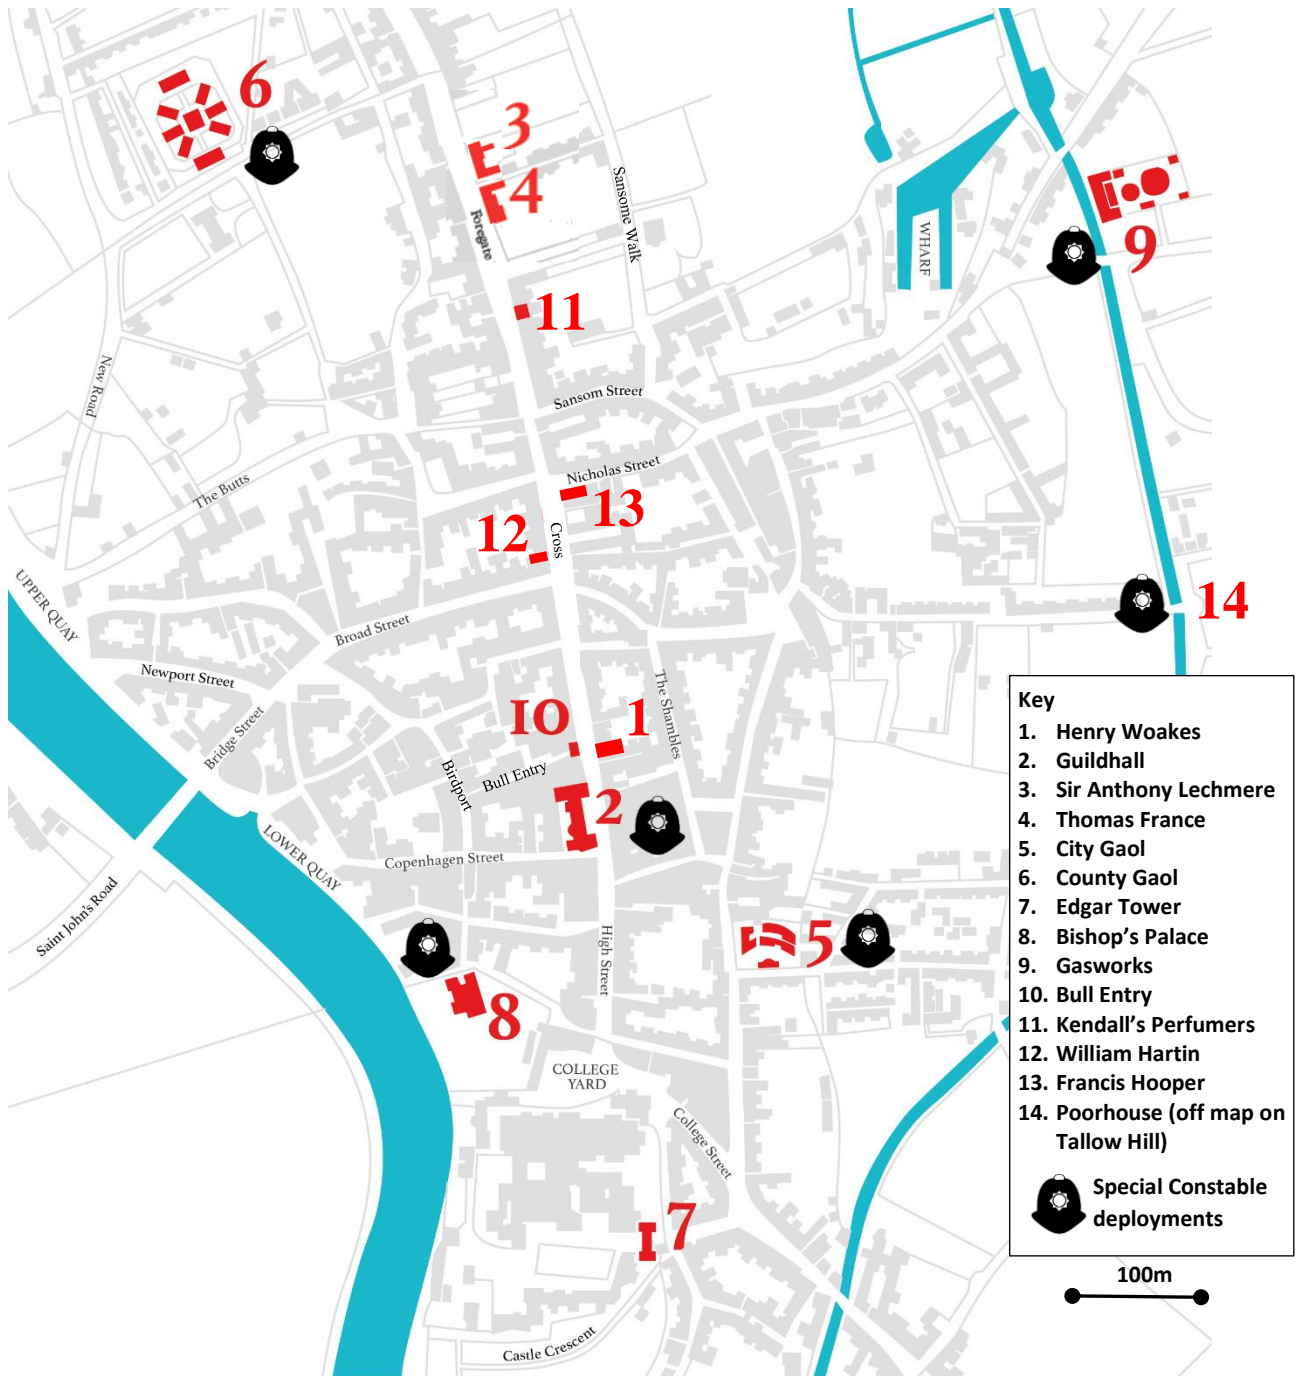 6
3
4
Foregate
Sansome Walk
WHARF
9
11
New Road
Sansom Street
Nicholas Street
The Butts
13
12
Cross
UPPER QUAY
14
Broad Street
Newport Street
The Shambles
Bridge Street
10
1
Birdport
Bull Entry
2
LOWER QUAY
Copenhagen Street
Saint John's Road
High Street
5
8
COLLEGE
YARD
College Street
7
Castle Crescent
Key
1. Henry Woakes
2. Guildhall
3. Sir Anthony Lechmere
4. Thomas France
5. City Gaol
6. County Gaol
7. Edgar Tower
8. Bishop's Palace
9. Gasworks
10. Bull Entry
11. Kendall's Perfumers
12. William Hartin
13. Francis Hooper
14. Poorhouse (off map on
Tallow Hill)
Special Constable
deployments
100m